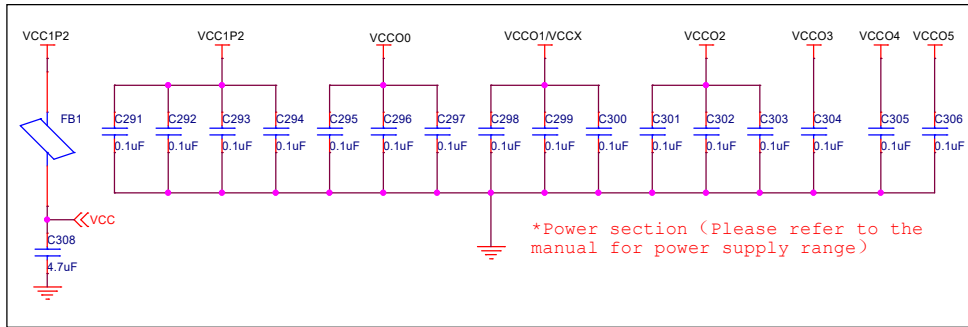 VCC1P2 VCC1P2 VCCO0 VCCO1/VCCX VCCO2 VCCO3 VCCO4 VCCO5
FB1 C291 C292 C293 C294 C295 C296 C297 C298 C299 C300 C301 C302 C303 C304 C305 C306
0.1uF 0.1uF 0.1uF 0.1uF 0.1uF 0.1uF 0.1uF 0.1uF 0.1uF 0.1uF 0.1uF 0.1uF 0.1uF 0.1uF 0.1uF 0.1uF
VCC
*Power section（Please refer to the
manual for power supply range）
C308
4.7uF